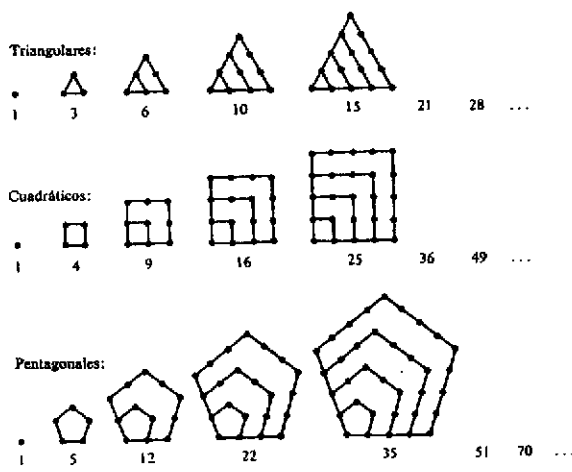 Triangulares:
1 3 6 10 15 21 28 ...
Cuadráticos:
1 4 9 16 25 36 49 ...
Pentagonales:
1 5 12 22 35 51 70 ...